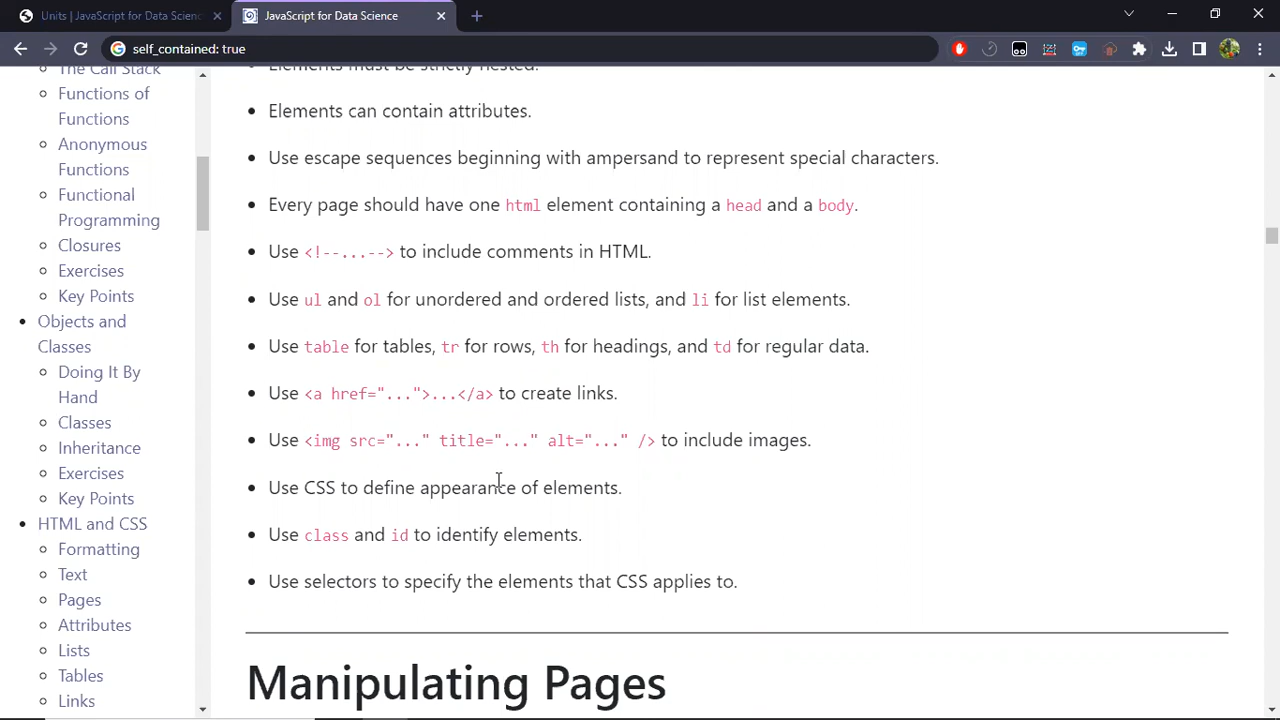 Units | JavaScript for Data Scienc
JavaScript for Data Science
self_contained: true
The Call Stack
Functions of
Functions
Anonymous
Functions
Functional
Programming
Closures
Exercises
Key Points
Objects and
Classes
Doing It By
Hand
Classes
Inheritance
Exercises
Key Points
HTML and CSS
Formatting
Text
Pages
Attributes
Lists
Tables
Links
Elements must be strictly nested.
Elements can contain attributes.
Use escape sequences beginning with ampersand to represent special characters.
Every page should have one html element containing a head and a body.
Use <!--...--> to include comments in HTML.
Use ul and ol for unordered and ordered lists, and li for list elements.
Use table for tables, tr for rows, th for headings, and td for regular data.
Use <a href="...">...</a> to create links.
Use <img src="..." title="..." alt="..." /> to include images.
Use CSS to define appearance of elements.
Use class and id to identify elements.
Use selectors to specify the elements that CSS applies to.
Manipulating Pages